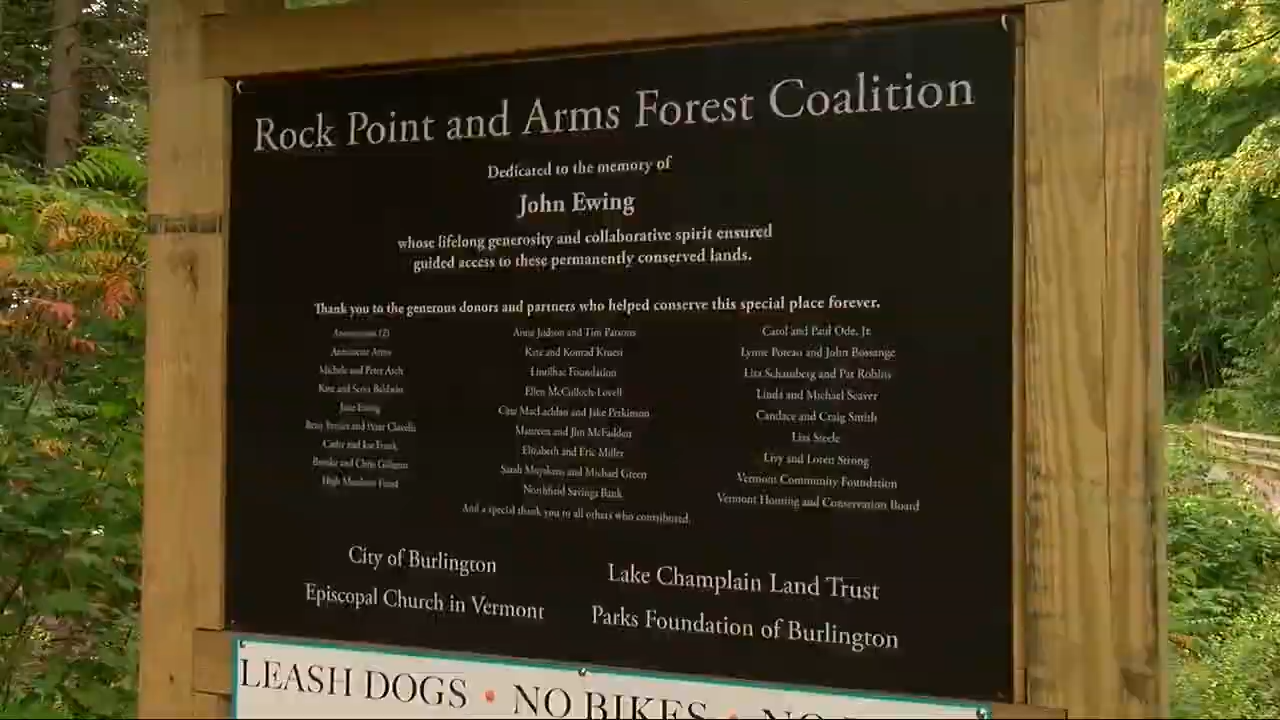 Rock Point and Arms Forest Coalition
Dedicated to the memory of
John Ewing
whose lifelong generosity and collaborative spirit ensured
guided access to these permanently conserved lands.
Thank you to the generous donors and partners who helped conserve this special place forever.
Anonymous (2)
Antoinette Arms
Michele and Peter Asch
Kate and Scott Baldwin
Jane Ewing
Betsy Ferries and Peter Clavelle
Cathy and Joe Frank
Brooke and Chris Gillman
High Meadows Fund
Anne Judson and Tim Parsons
Kate and Konrad Kruesi
Lintilhac Foundation
Ellen McCulloch-Lovell
Cina MacLachlan and Jake Perkinson
Maureen and Jim McFadden
Elizabeth and Eric Miller
Sarah Muyskens and Michael Green
Northfield Savings Bank
Carol and Paul Ode, Jr.
Lynne Poteau and John Bossange
Lisa Schamberg and Pat Robins
Linda and Michael Seaver
Candace and Craig Smith
Lisa Steele
Livy and Loren Strong
Vermont Community Foundation
Vermont Housing and Conservation Board
And a special thank you to all others who contributed.
City of Burlington
Lake Champlain Land Trust
Episcopal Church in Vermont
Parks Foundation of Burlington
LEASH DOGS • NO BIKES • NO